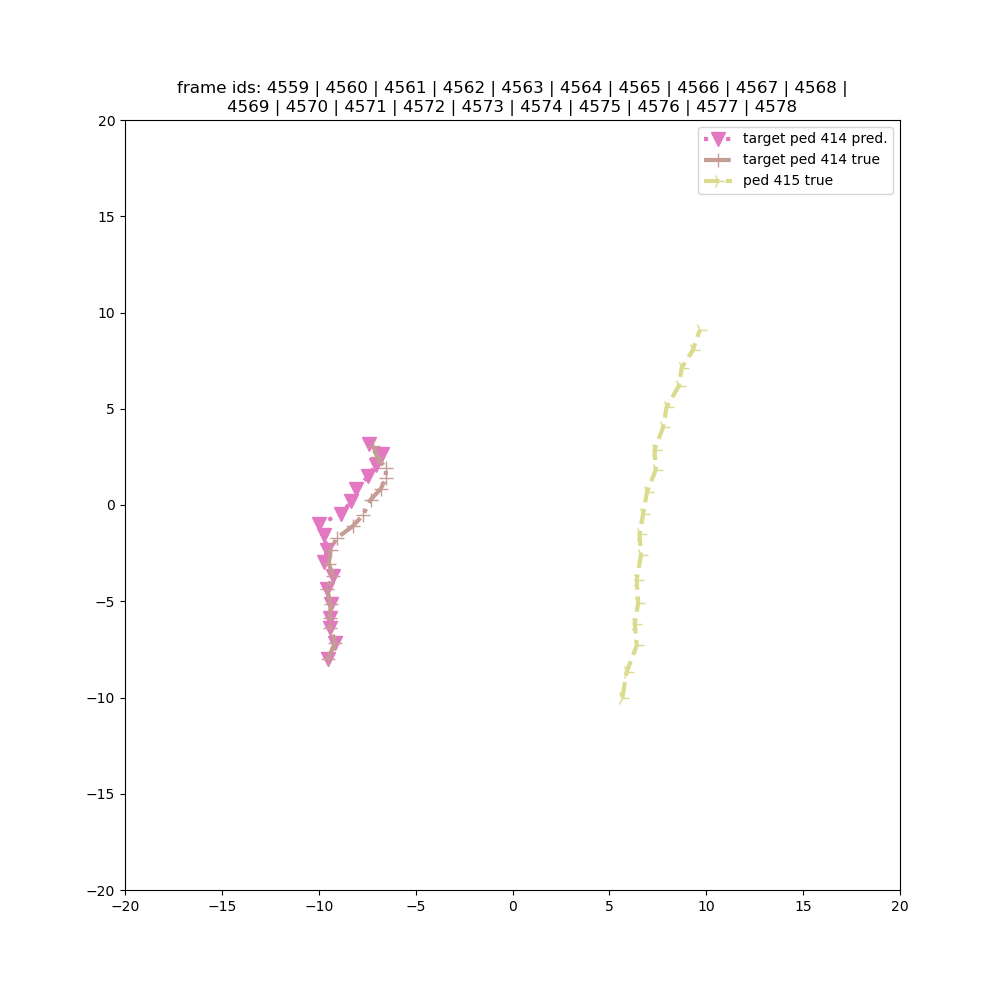 frame ids: 4559 | 4560 | 4561 | 4562 | 4563 | 4564 | 4565 | 4566 | 4567 | 4568 |
4569 | 4570 | 4571 | 4572 | 4573 | 4574 | 4575 | 4576 | 4577 | 4578
target ped 414 pred.
target ped 414 true
ped 415 true
20
15
10
5
0
−5
−10
−15
−20
−20 −15 −10 −5 0 5 10 15 20